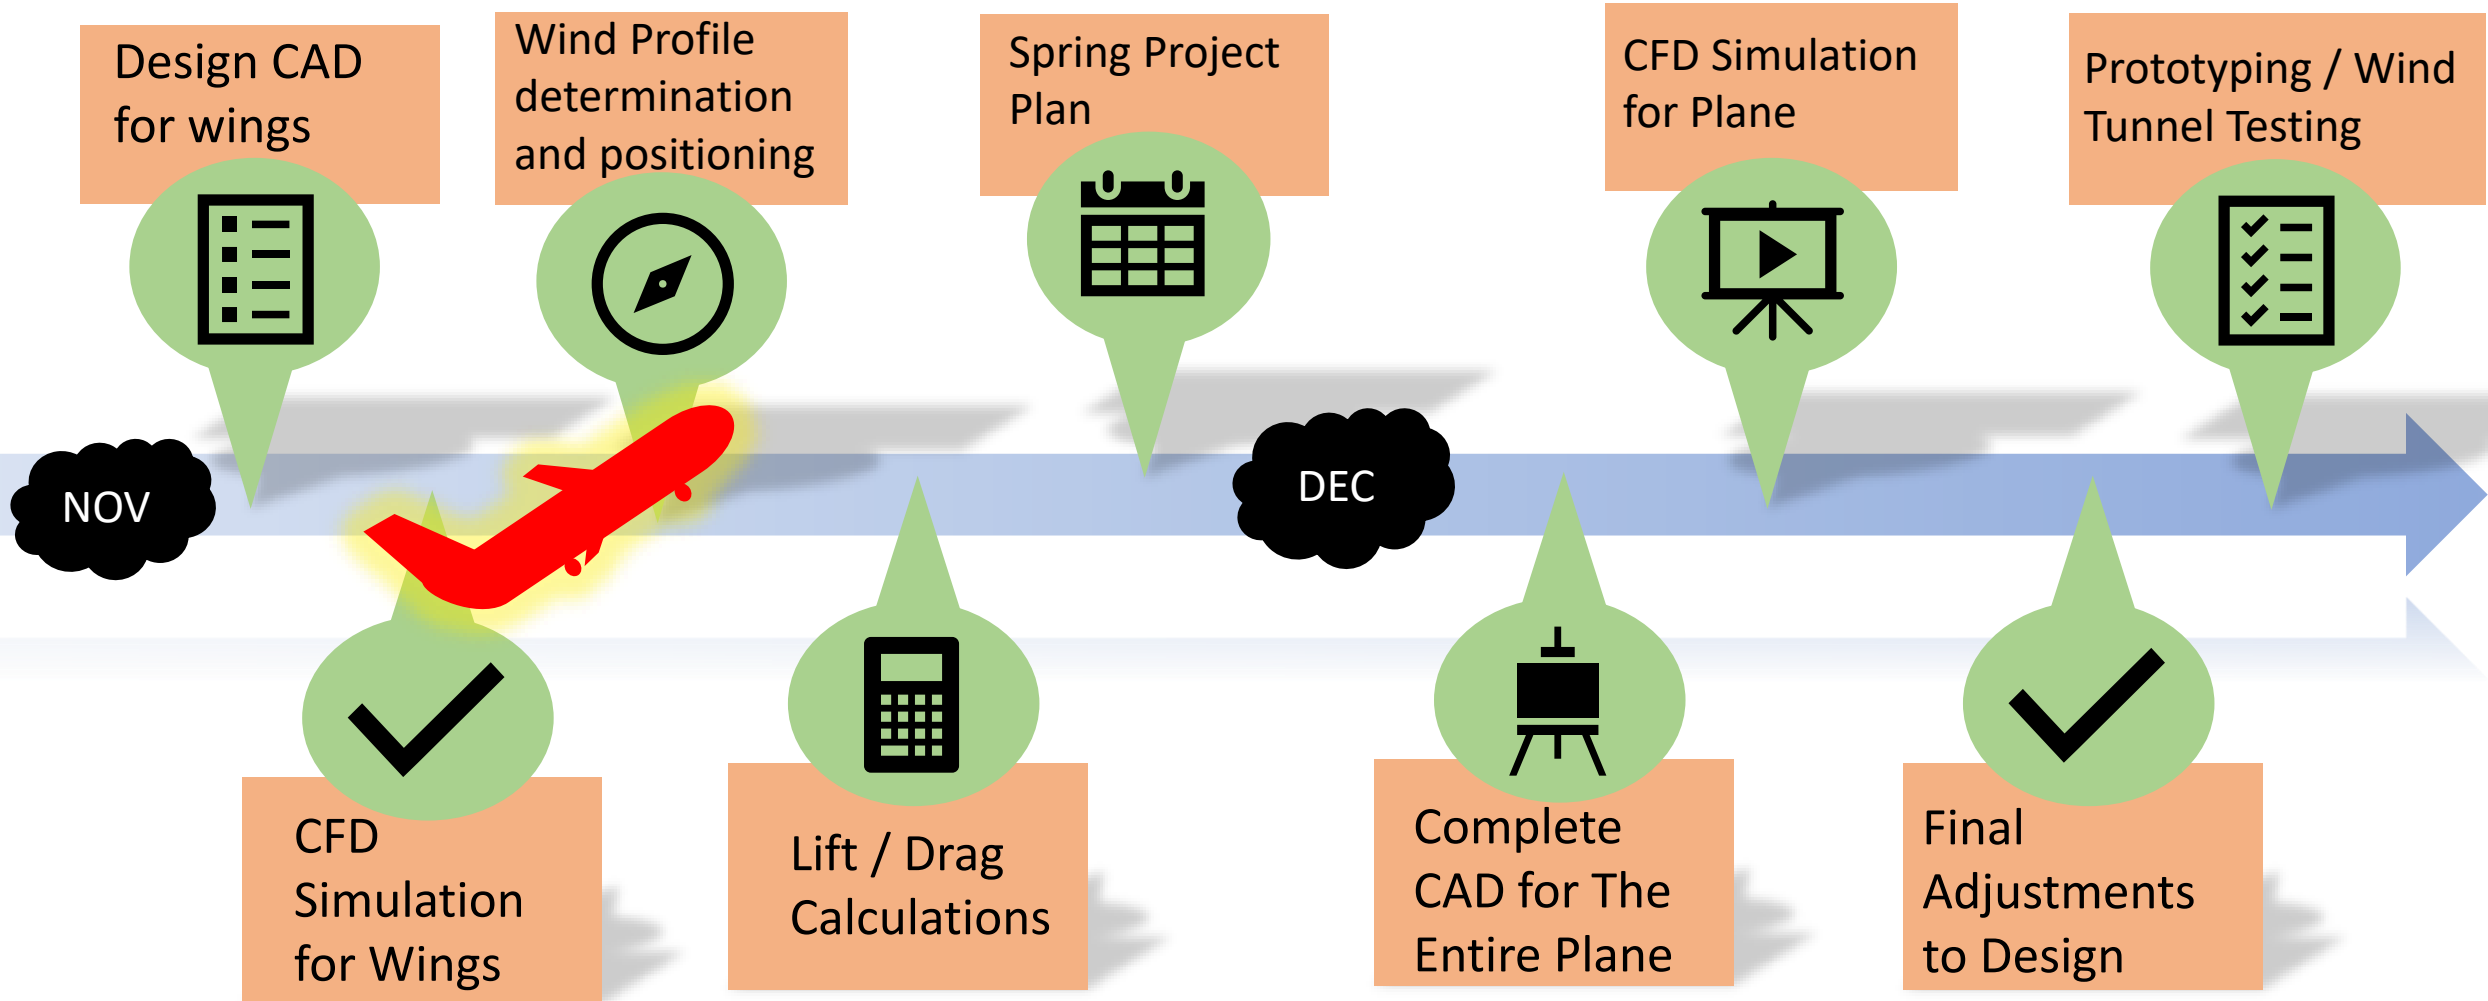 Design CAD
for wings
Wind Profile
determination
and positioning
Spring Project
Plan
CFD Simulation
for Plane
Prototyping / Wind
Tunnel Testing
NOV
DEC
CFD
Simulation
for Wings
Lift / Drag
Calculations
Complete
CAD for The
Entire Plane
Final
Adjustments
to Design